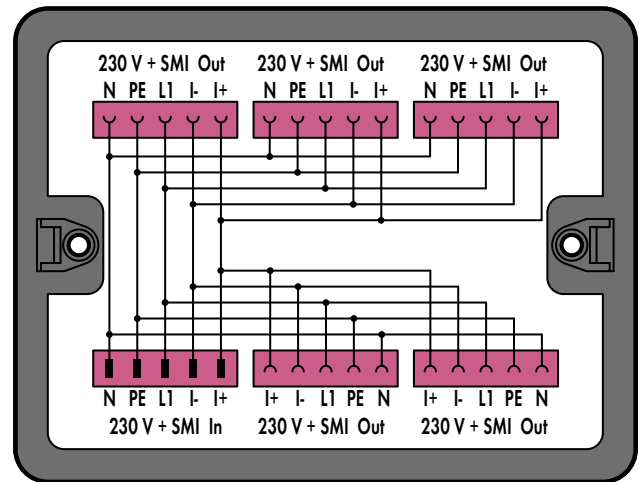 230 V + SMI Out 230 V + SMI Out 230 V + SMI Out
N PE L1 I- I+ N PE L1 I- I+ N PE L1 I- I+
N PE L1 I- I+ I+ I- L1 PE N I+ I- L1 PE N
230 V + SMI In 230 V + SMI Out 230 V + SMI Out